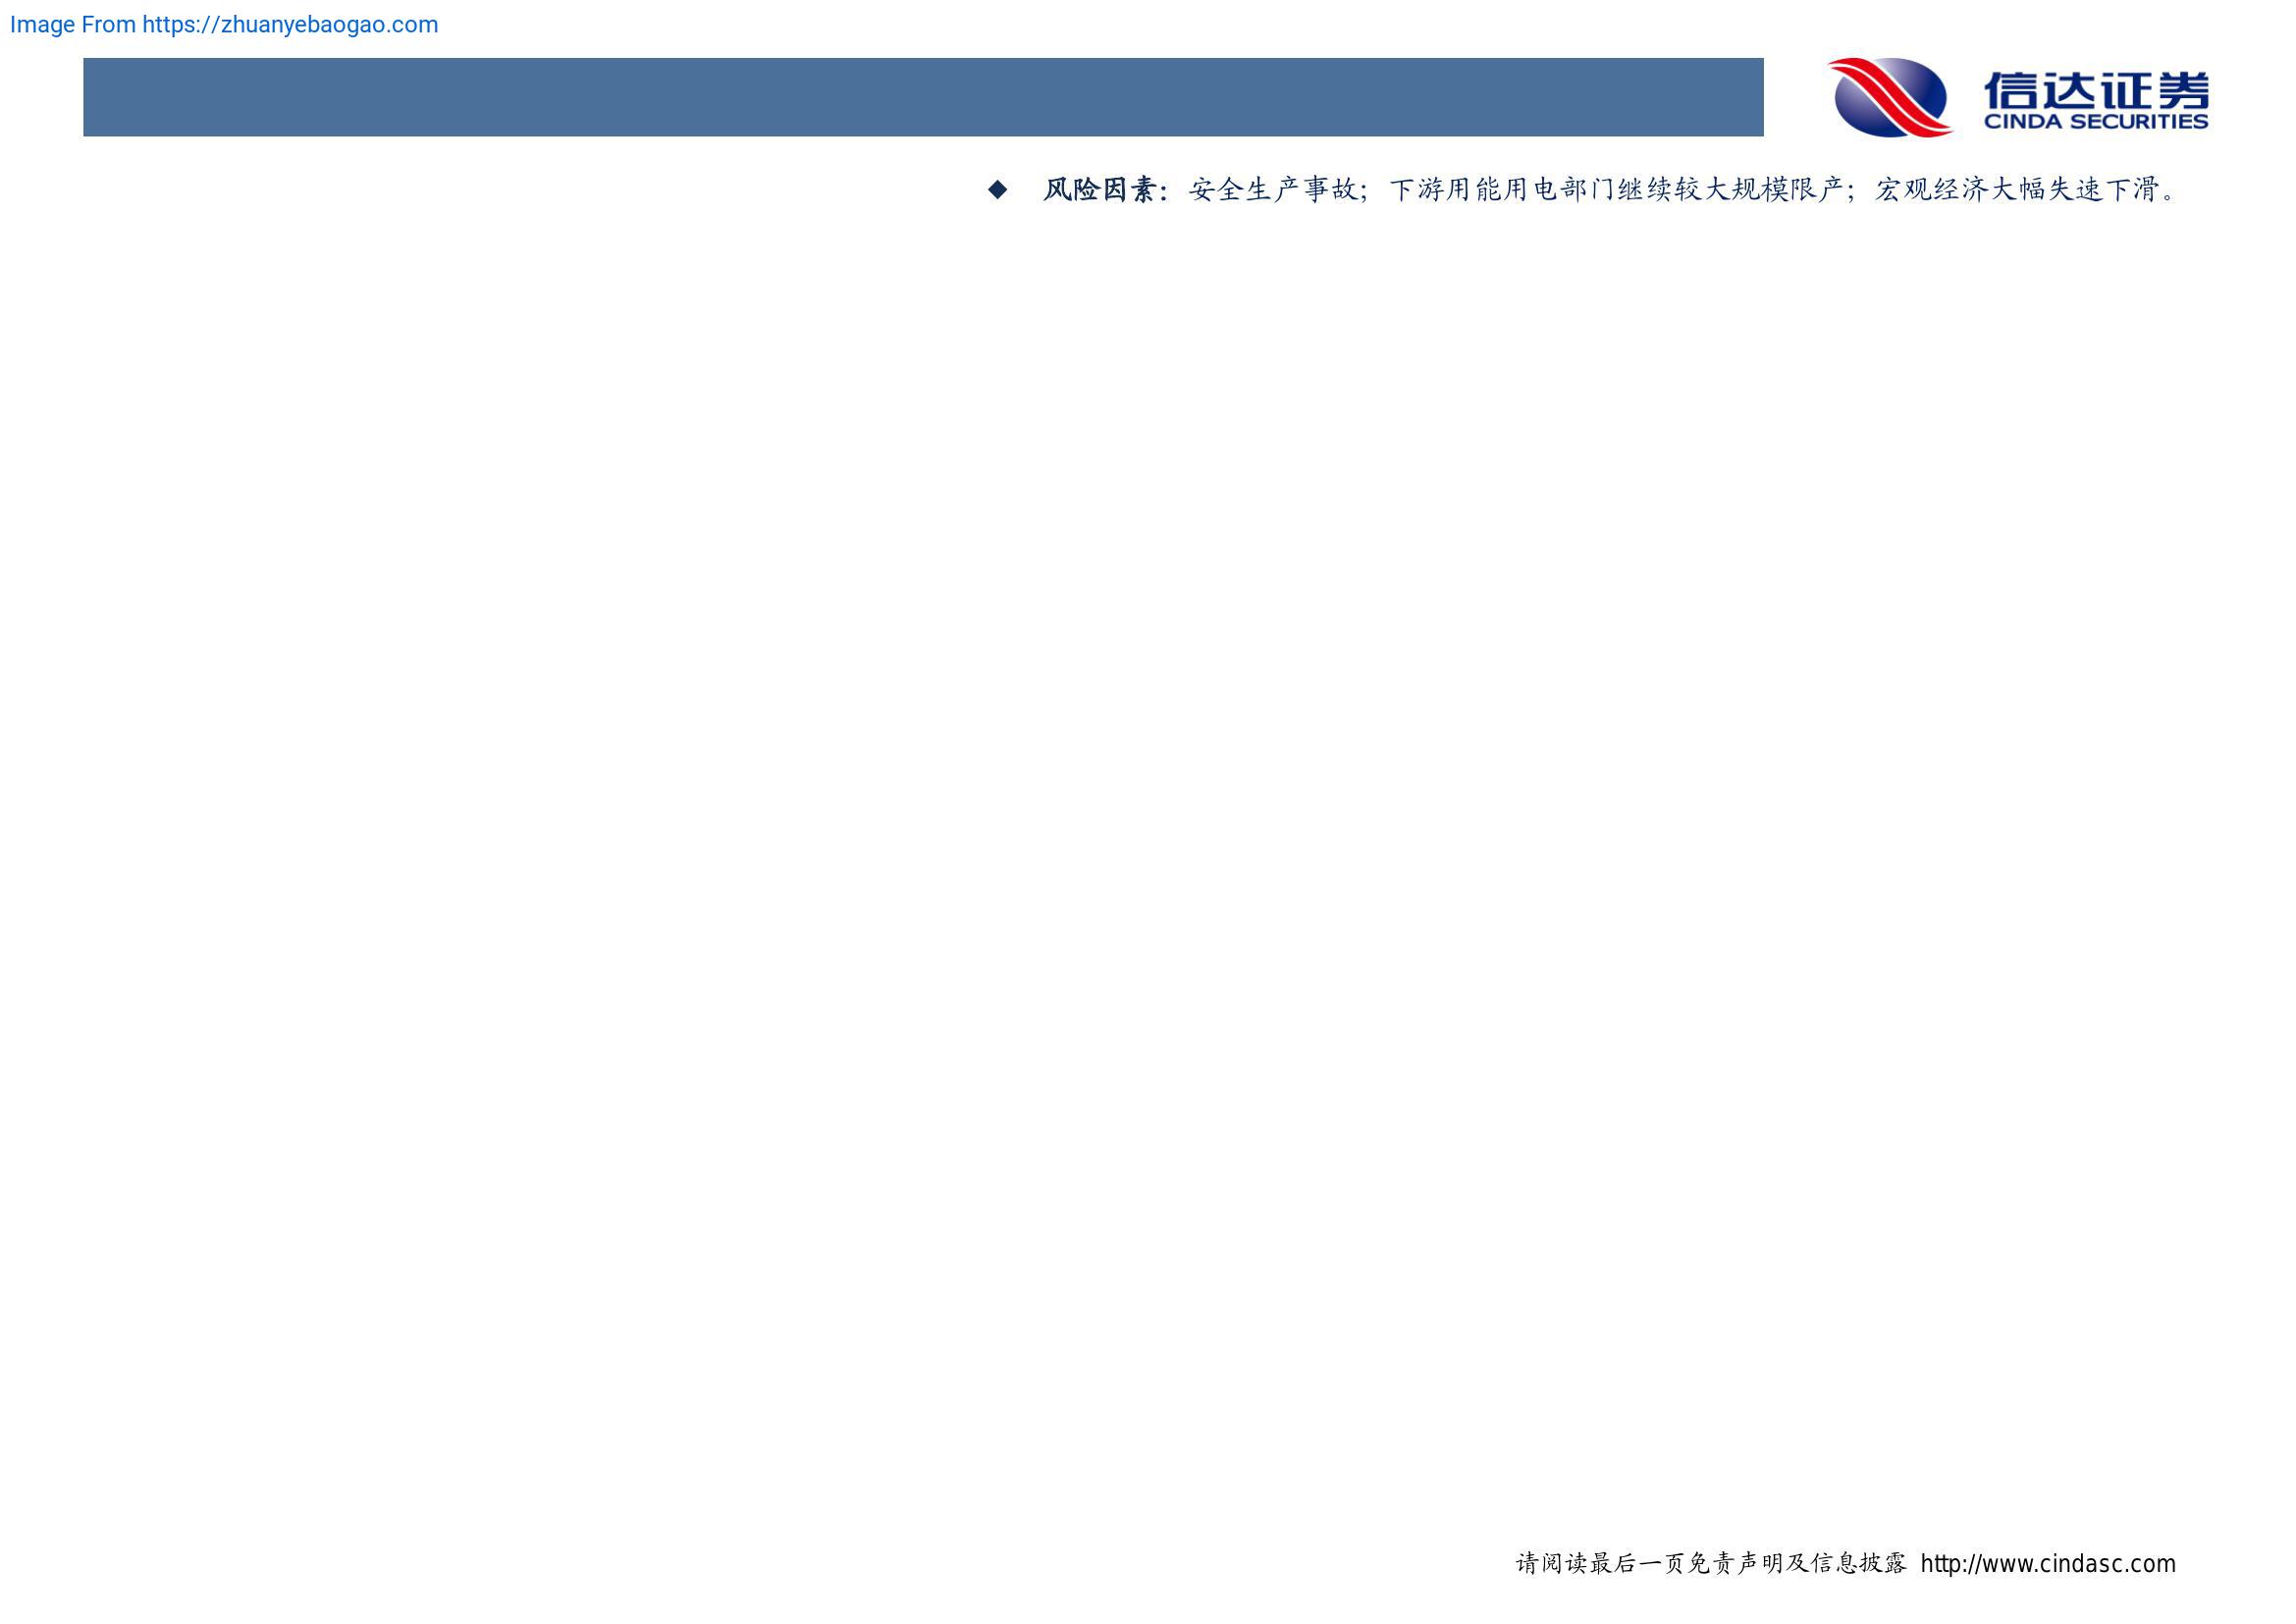 Image From https://zhuanyebaogao.com
信达证券
CINDA SECURITIES
◆ 风险因素：安全生产事故；下游用能用电部门继续较大规模限产；宏观经济大幅失速下滑。
请阅读最后一页免责声明及信息披露 http://www.cindasc.com